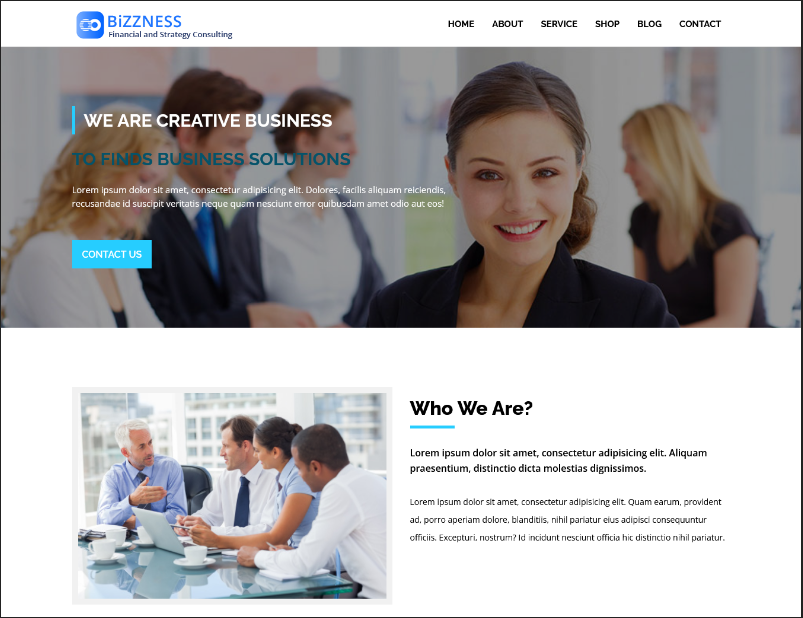 BiZZNESS
Financial and Strategy Consulting
HOME ABOUT SERVICE SHOP BLOG CONTACT
WE ARE CREATIVE BUSINESS
TO FINDS BUSINESS SOLUTIONS
Lorem ipsum dolor sit amet, consectetur adipisicing elit. Dolores, facilis aliquam reiciendis,
recusandae id suscipit veritatis neque quam nesciunt error quibusdam amet odio aut eos!
CONTACT US
Who We Are?
Lorem ipsum dolor sit amet, consectetur adipisicing elit. Aliquam
praesentium, distinctio dicta molestias dignissimos.
Lorem ipsum dolor sit amet, consectetur adipisicing elit. Quam earum, provident
ad, porro aperiam dolore, blanditiis, nihil pariatur eius adipisci consequuntur
officiis. Excepturi, nostrum? Id incidunt nesciunt officia hic distinctio nihil pariatur.